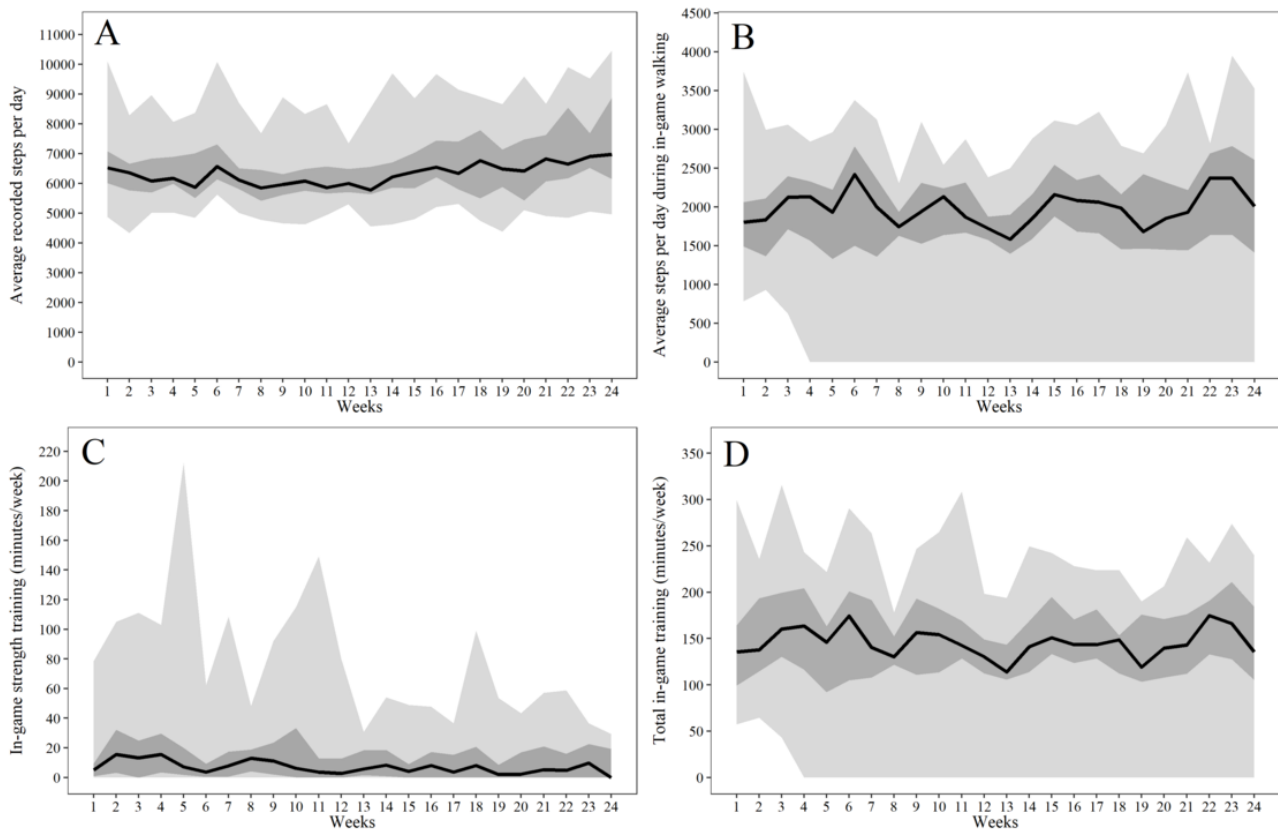 A
Average recorded steps per day
11000
10000
9000
8000
7000
6000
5000
4000
3000
2000
1000
0
1 2 3 4 5 6 7 8 9 10 11 12 13 14 15 16 17 18 19 20 21 22 23 24
Weeks
B
Average steps per day during in-game walking
4500
4000
3500
3000
2500
2000
1500
1000
500
0
1 2 3 4 5 6 7 8 9 10 11 12 13 14 15 16 17 18 19 20 21 22 23 24
Weeks
C
In-game strength training (minutes/week)
220
200
180
160
140
120
100
80
60
40
20
0
1 2 3 4 5 6 7 8 9 10 11 12 13 14 15 16 17 18 19 20 21 22 23 24
Weeks
D
Total in-game training (minutes/week)
350
300
250
200
150
100
50
0
1 2 3 4 5 6 7 8 9 10 11 12 13 14 15 16 17 18 19 20 21 22 23 24
Weeks